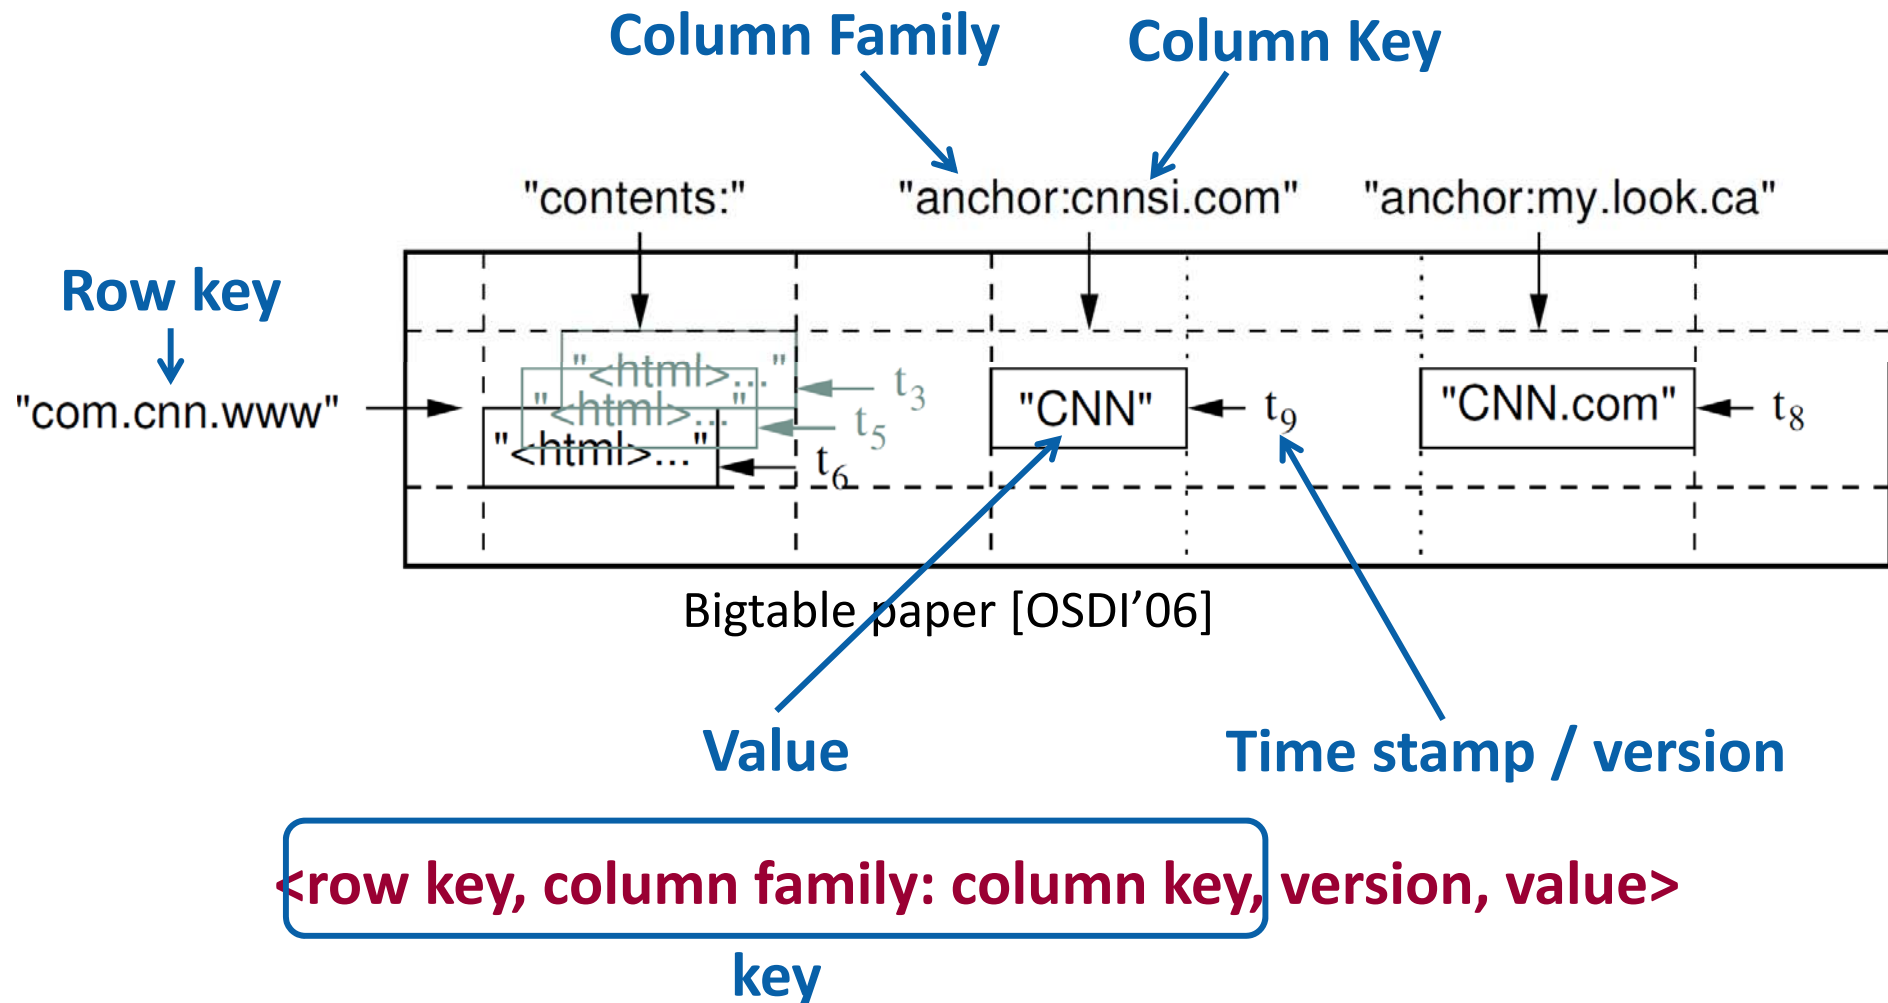 Column Family
Column Key
"contents:"
"anchor:cnnsi.com"
"anchor:my.look.ca"
Row key
"com.cnn.www"
"<html>..."
t3
"<html>..."
t5
"<html>..."
t6
"CNN"
t9
"CNN.com"
t8
Bigtable paper [OSDI’06]
Value
Time stamp / version
<row key, column family: column key, version, value>
key